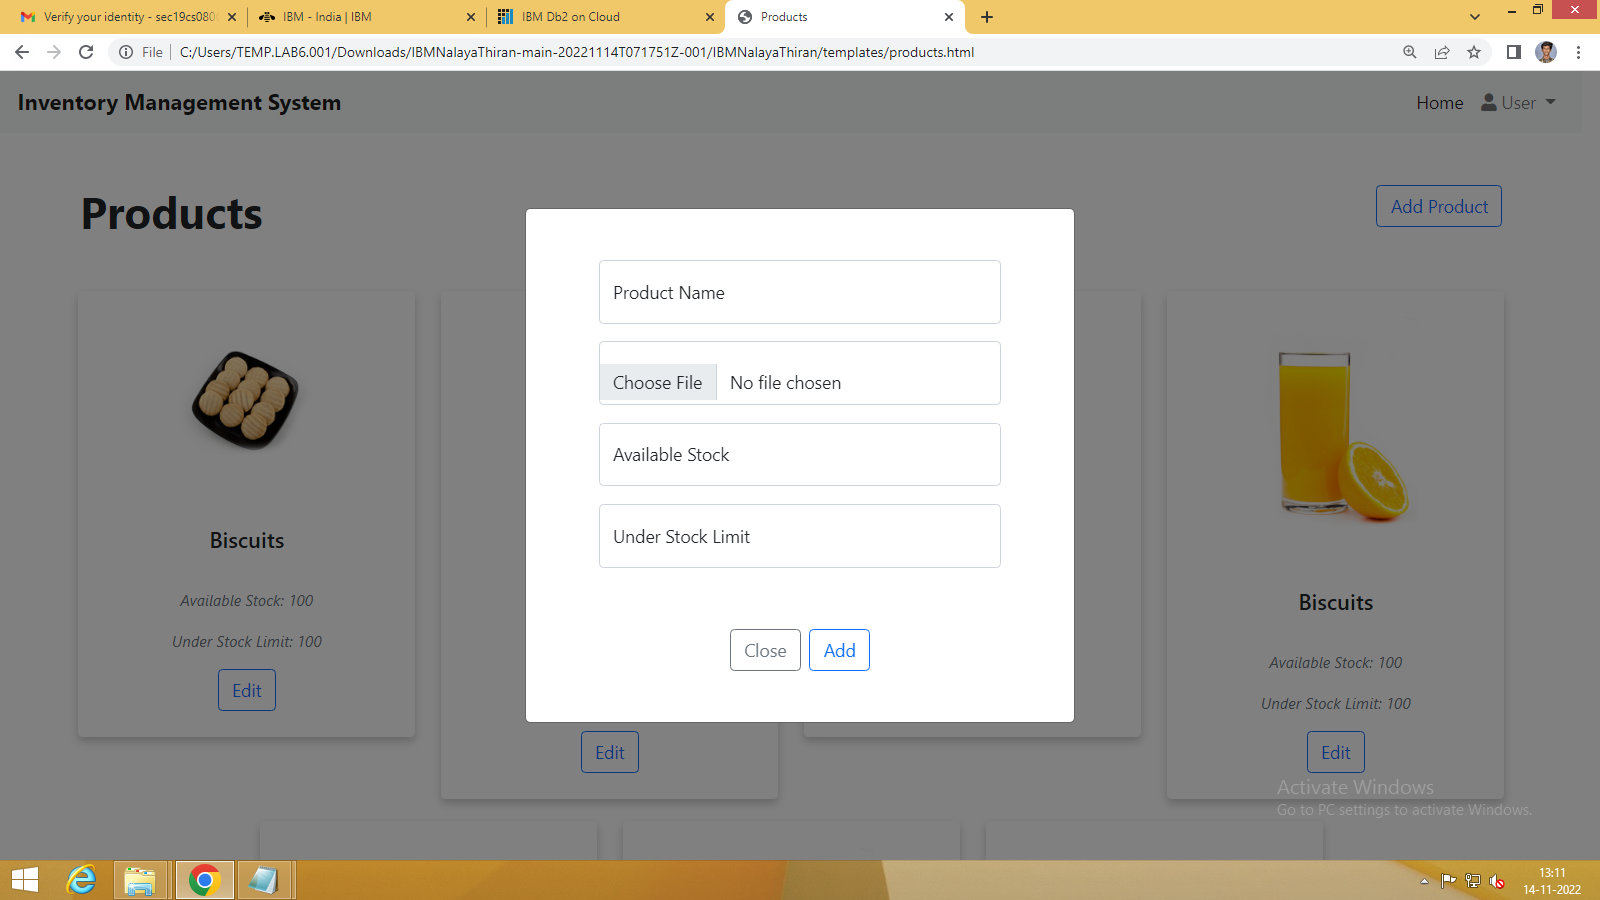 Verify your identity - sec19cs080
IBM - India | IBM
IBM Db2 on Cloud
Products
File
C:/Users/TEMP.LAB6.001/Downloads/IBMNalayaThiran-main-20221114T071751Z-001/IBMNalayaThiran/templates/products.html
Inventory Management System
Home
User
Products
Add Product
Product Name
Choose File
No file chosen
Available Stock
Under Stock Limit
Close
Add
Biscuits
Available Stock: 100
Under Stock Limit: 100
Edit
Edit
Biscuits
Available Stock: 100
Under Stock Limit: 100
Edit
Activate Windows
Go to PC settings to activate Windows.
13:11
14-11-2022